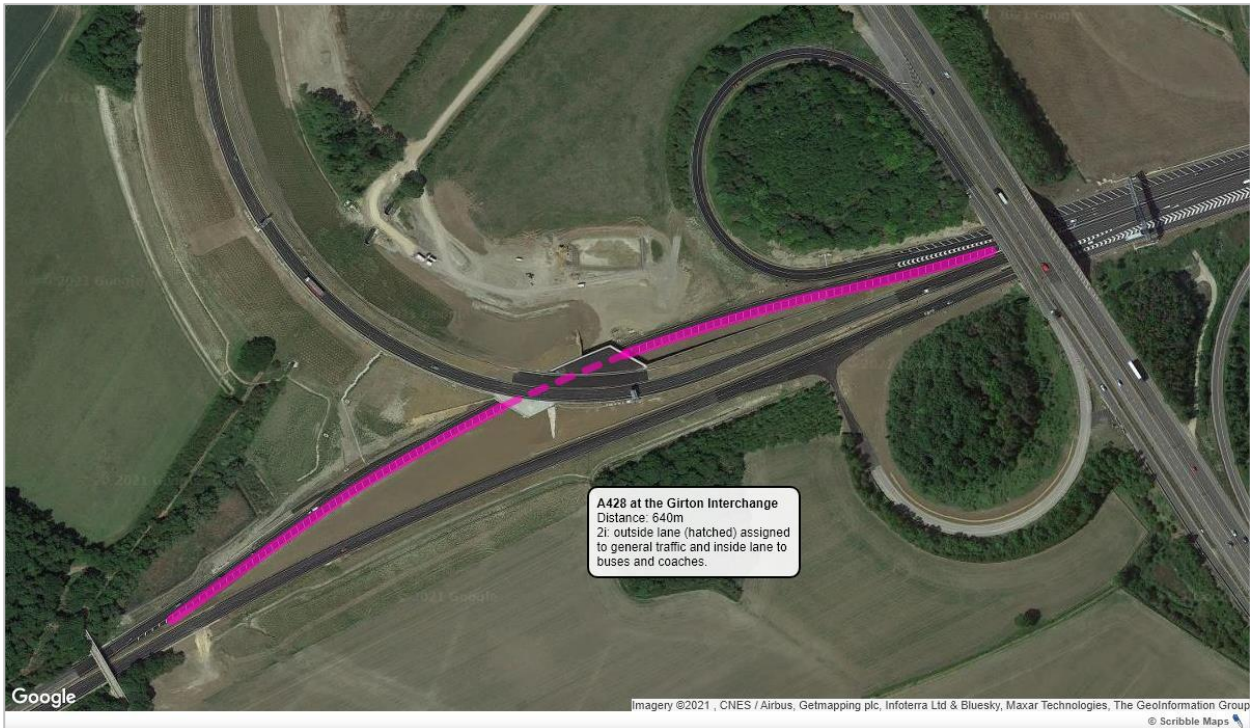 A428 at the Girton Interchange
Distance: 640m
2i: outside lane (hatched) assigned
to general traffic and inside lane to
buses and coaches.
Google
Imagery ©2021 , CNES / Airbus, Getmapping plc, Infoterra Ltd & Bluesky, Maxar Technologies, The GeoInformation Group
© Scribble Maps